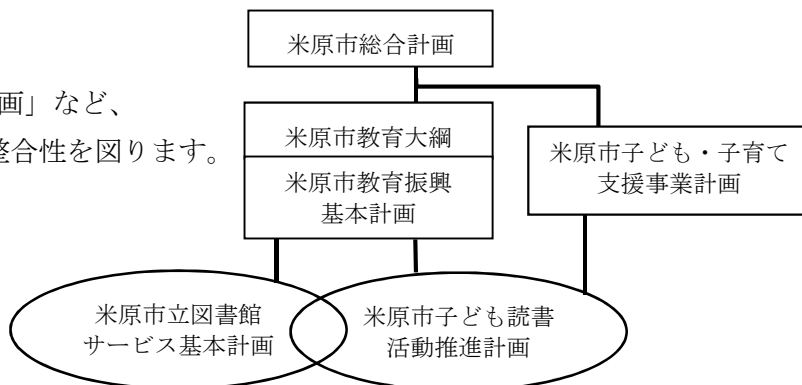 米原市総合計画
画」など、
整合性を図ります。
米原市教育大綱
米原市教育振興
基本計画
米原市子ども・子育て
支援事業計画
米原市立図書館
サービス基本計画
米原市子ども読書
活動推進計画